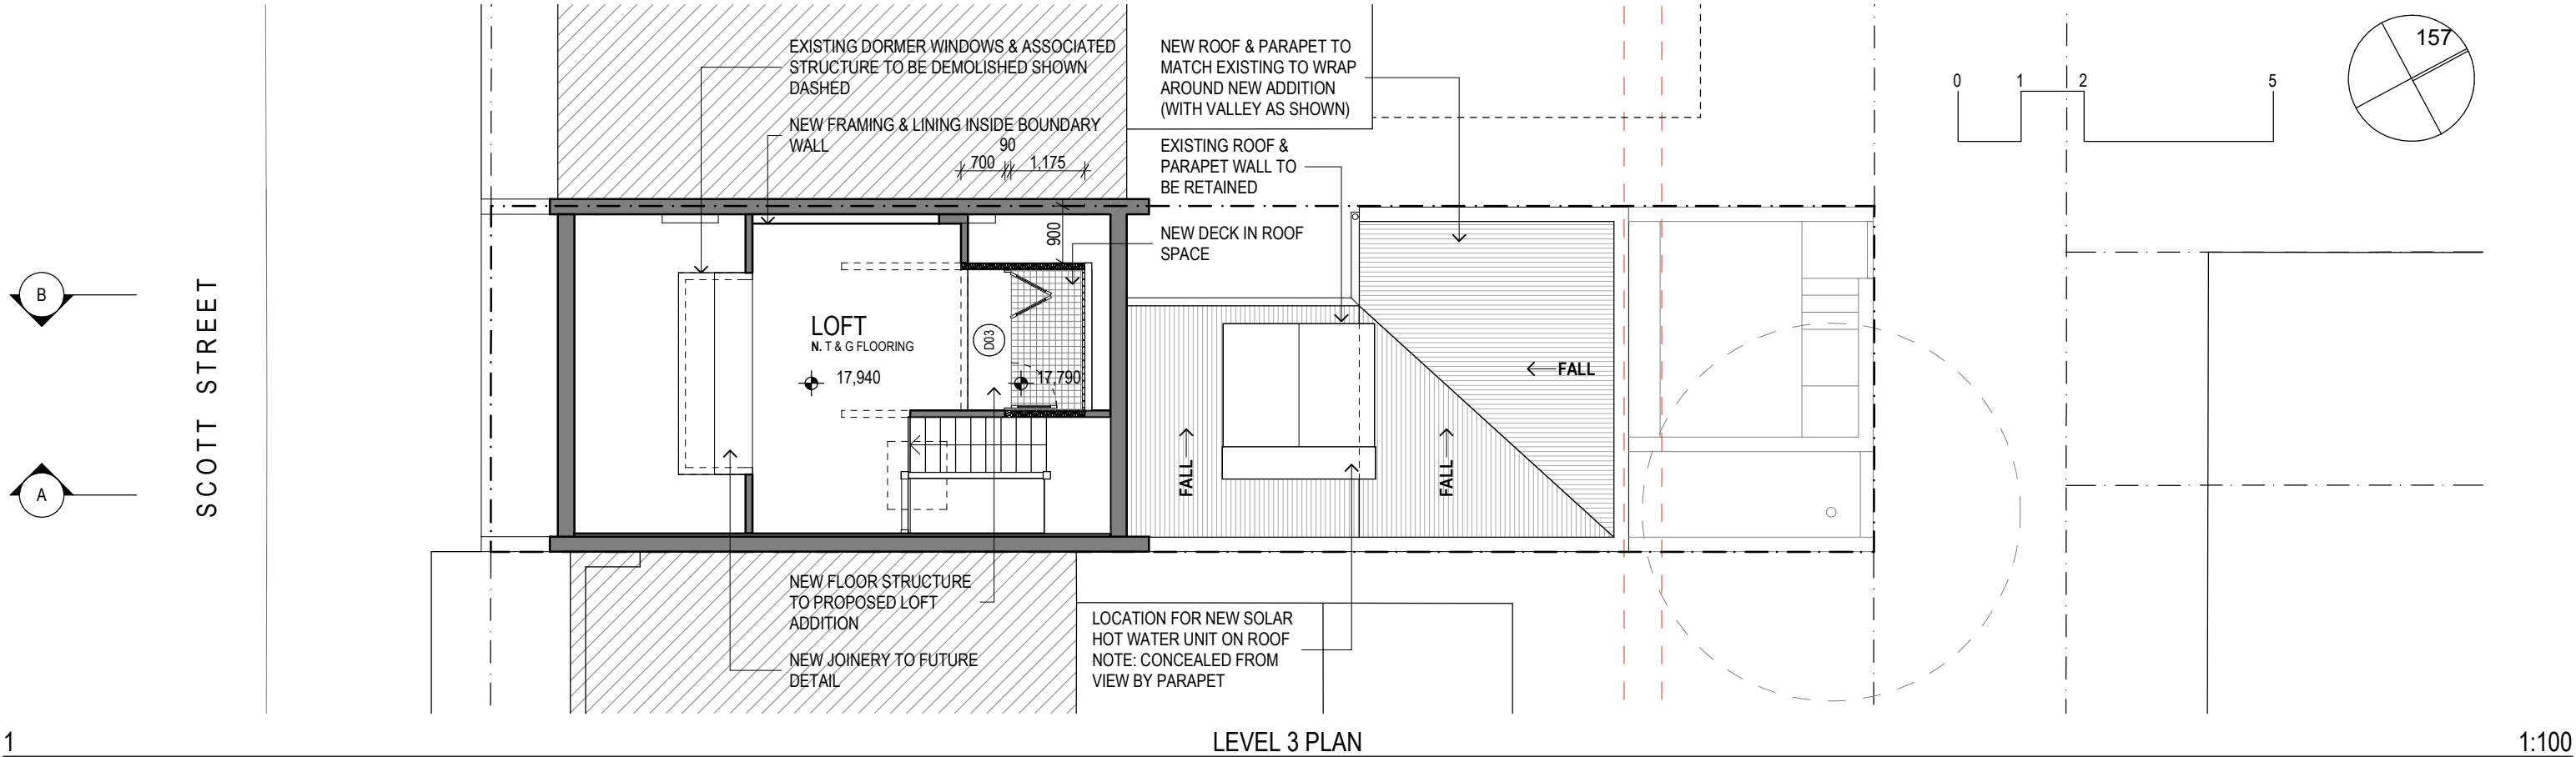 EXISTING DORMER WINDOWS & ASSOCIATED
STRUCTURE TO BE DEMOLISHED SHOWN
DASHED
NEW FRAMING & LINING INSIDE BOUNDARY
WALL
90
700
1,175
900
NEW ROOF & PARAPET TO
MATCH EXISTING TO WRAP
AROUND NEW ADDITION
(WITH VALLEY AS SHOWN)
EXISTING ROOF &
PARAPET WALL TO
BE RETAINED
NEW DECK IN ROOF
SPACE
0 1 2 5
157
B
A
SCOTT STREET
LOFT
N. T & G FLOORING
17,940
D03
17,790
FALL
FALL
FALL
NEW FLOOR STRUCTURE
TO PROPOSED LOFT
ADDITION
NEW JOINERY TO FUTURE
DETAIL
LOCATION FOR NEW SOLAR
HOT WATER UNIT ON ROOF
NOTE: CONCEALED FROM
VIEW BY PARAPET
1
LEVEL 3 PLAN
1:100